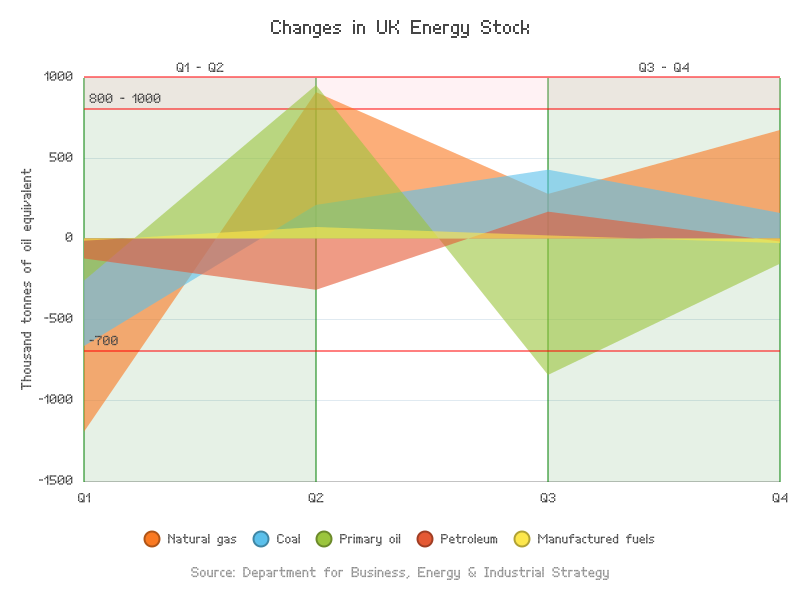 Changes in UK Energy Stock
Q1 - Q2
Q3 - Q4
1000
800 - 1000
500
0
-500
-700
-1000
-1500
Thousand tonnes of oil equivalent
Q1
Q2
Q3
Q4
Natural gas
Coal
Primary oil
Petroleum
Manufactured fuels
Source: Department for Business, Energy & Industrial Strategy